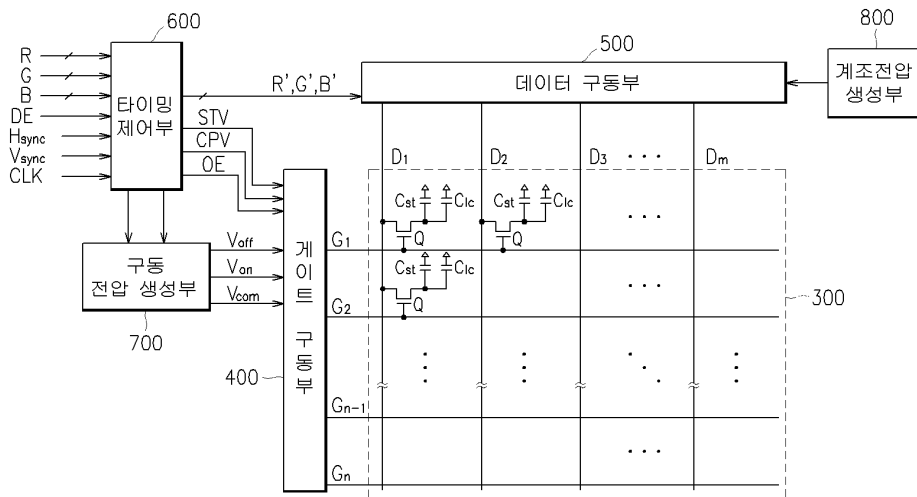 600
500
800
R
G
B
DE
Hsync
Vsync
CLK
타이밍
제어부
R',G',B'
STV
CPV
OE
데이터 구동부
계조전압
생성부
D1 D2 D3 ··· Dm
Cst Clc Cst Clc
Q Q
Cst Clc
Q
G1
G2
Gn-1
Gn
구동
전압 생성부
700
Voff
Von
Vcom
게이트 구동부
400
300